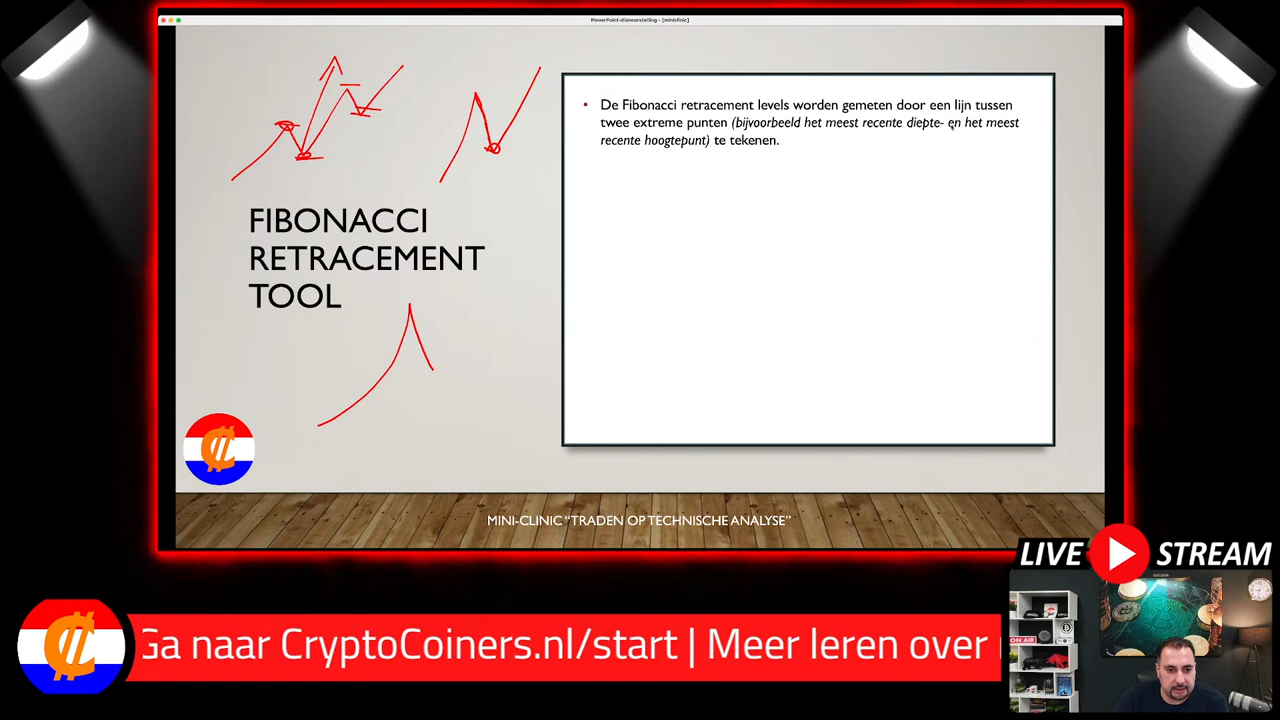 PowerPoint-diavoorstelling - [miniclinic]
• De Fibonacci retracement levels worden gemeten door een lijn tussen
twee extreme punten (bijvoorbeeld het meest recente diepte- en het meest
recente hoogtepunt) te tekenen.
FIBONACCI
RETRACEMENT
TOOL
MINI-CLINIC “TRADEN OP TECHNISCHE ANALYSE”
LIVE STREAM
ON AIR
Ga naar CryptoCoiners.nl/start | Meer leren over